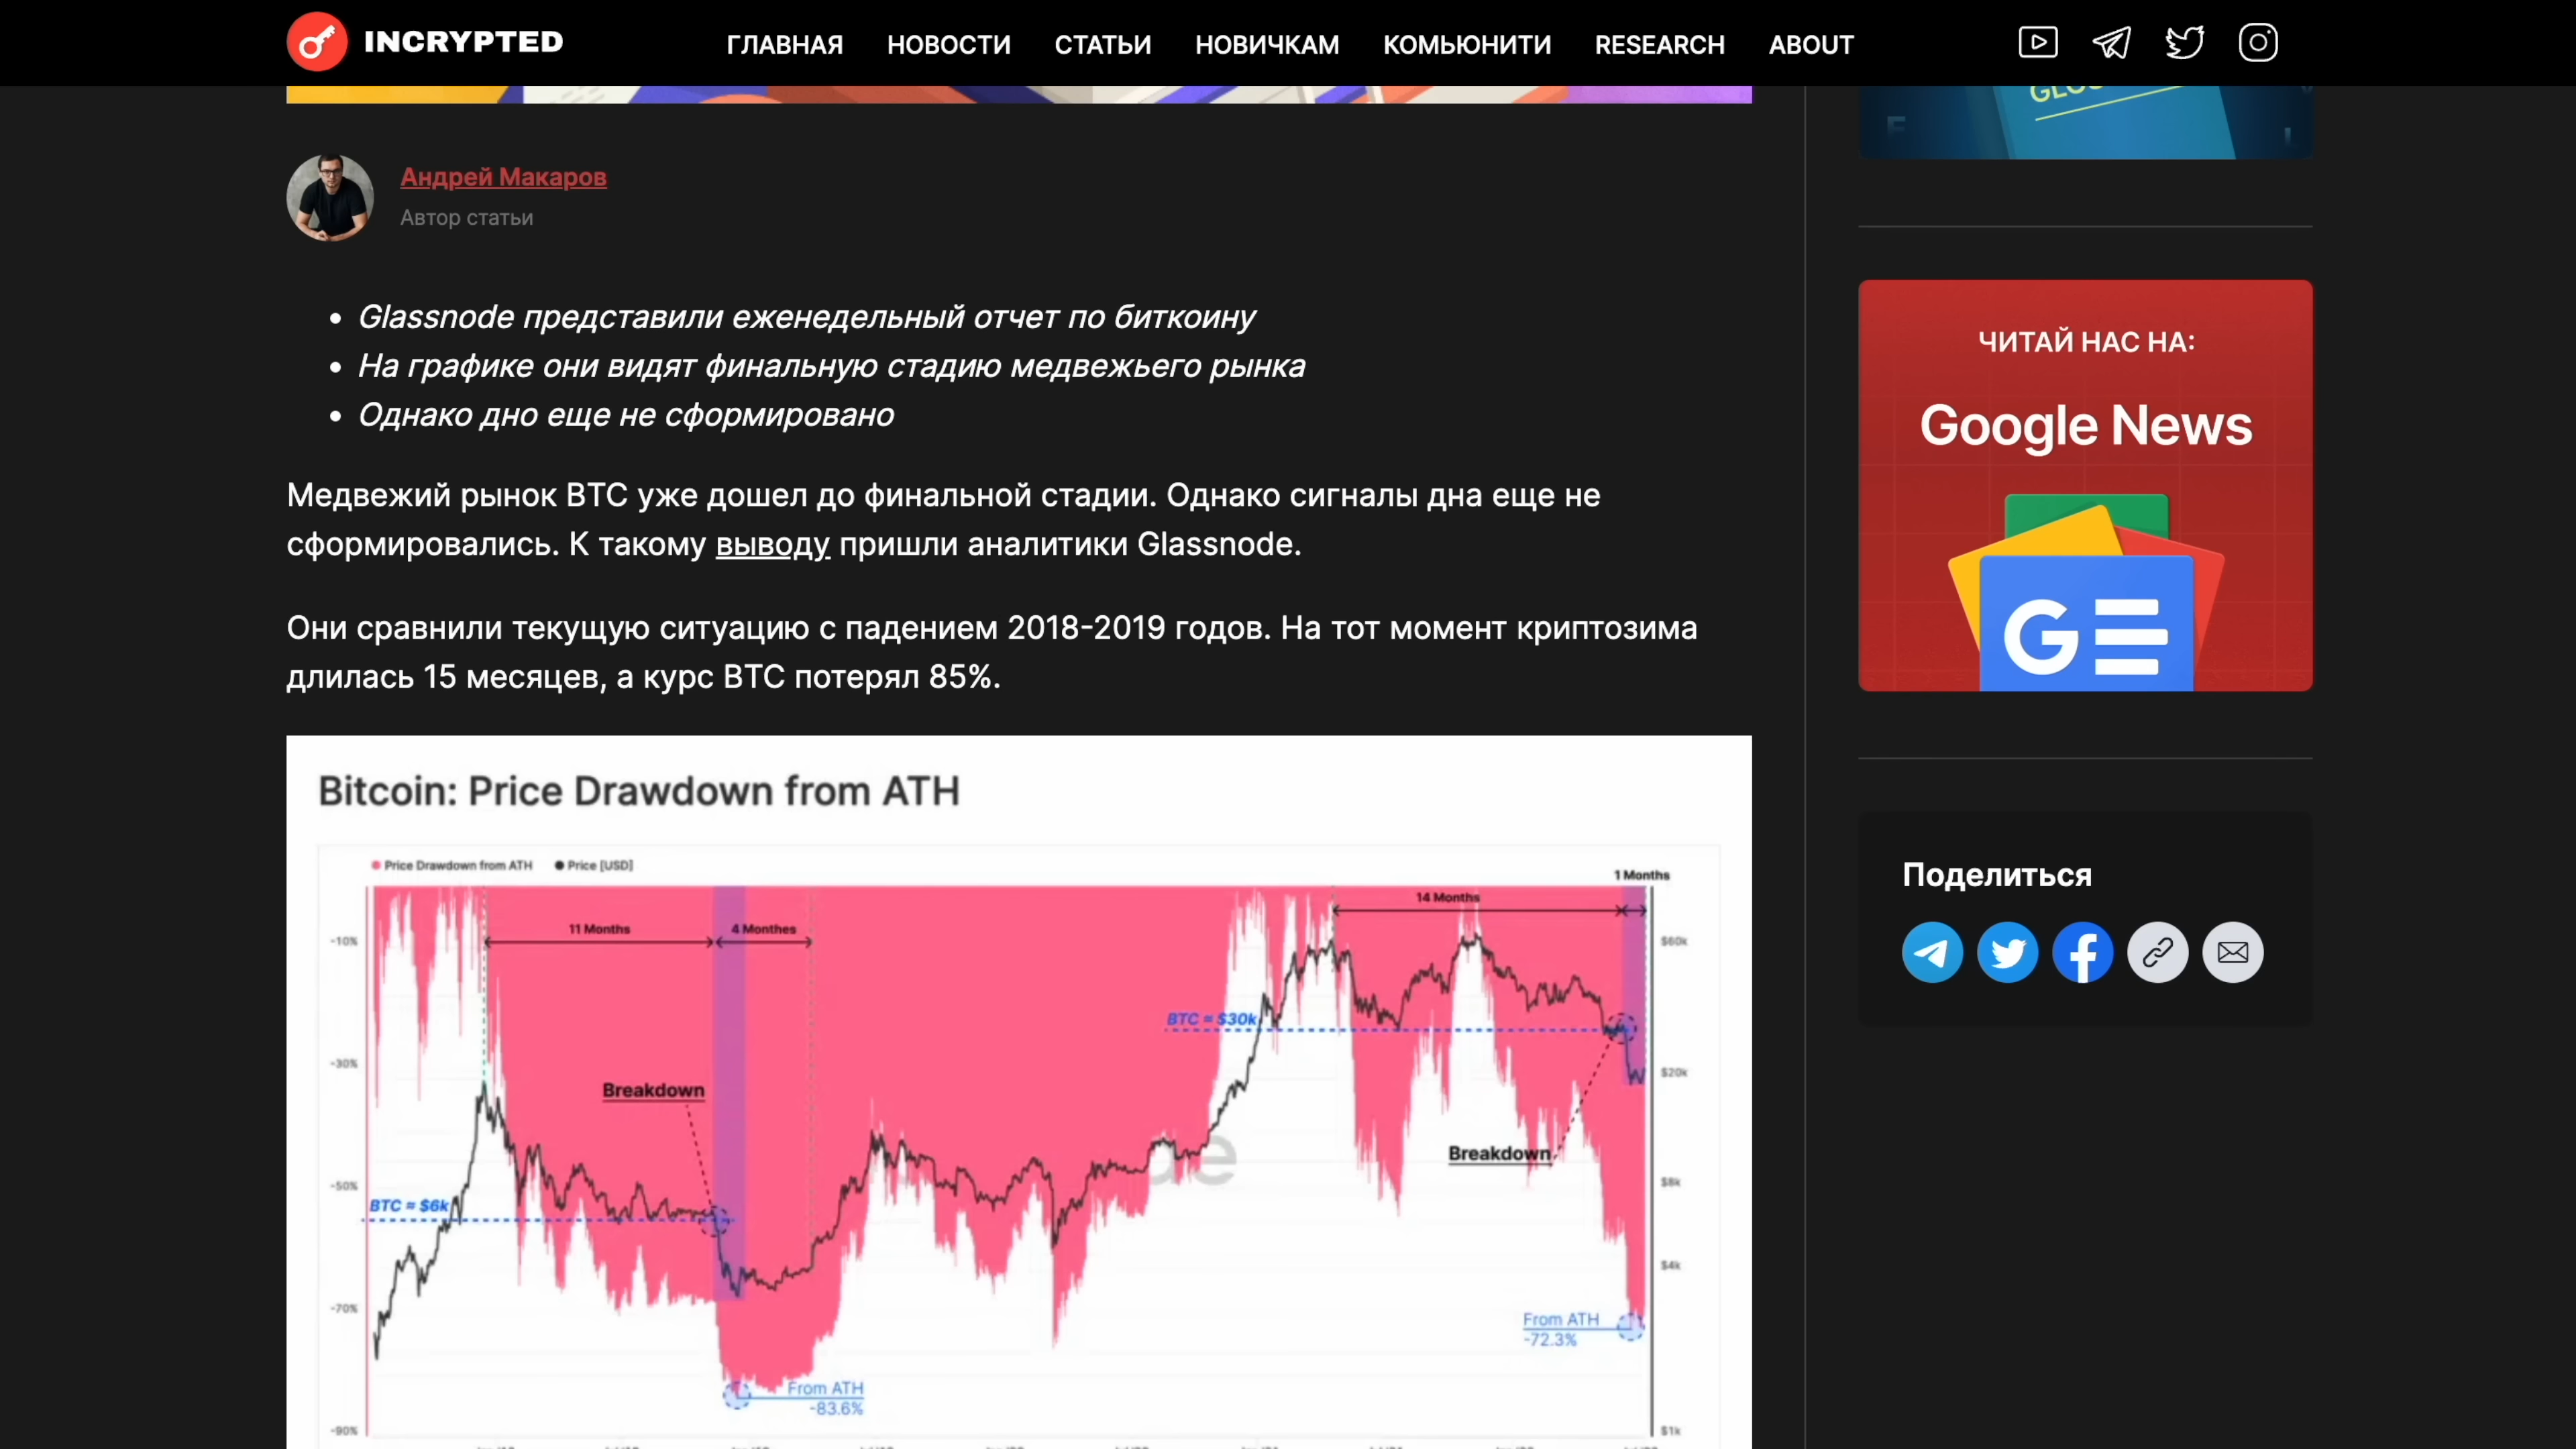 INCRYPTED
ГЛАВНАЯ НОВОСТИ СТАТЬИ НОВИЧКАМ КОМЬЮНИТИ RESEARCH ABOUT
Андрей Макаров
Автор статьи
Glassnode представили еженедельный отчет по биткоину
На графике они видят финальную стадию медвежьего рынка
Однако дно еще не сформировано
Медвежий рынок BTC уже дошел до финальной стадии. Однако сигналы дна еще не
сформировались. К такому выводу пришли аналитики Glassnode.
Они сравнили текущую ситуацию с падением 2018-2019 годов. На тот момент криптозима
длилась 15 месяцев, а курс BTC потерял 85%.
Bitcoin: Price Drawdown from ATH
Price Drawdown from ATH Price [USD]
1 Months
14 Months
11 Months
4 Monthes
-10%
-30%
-50%
-70%
-90%
$60k
$20k
$8k
$4k
$1k
BTC = $30k
Breakdown
Breakdown
BTC = $6k
From ATH
-72.3%
From ATH
-83.6%
ЧИТАЙ НАС НА:
Google News
G
Поделиться